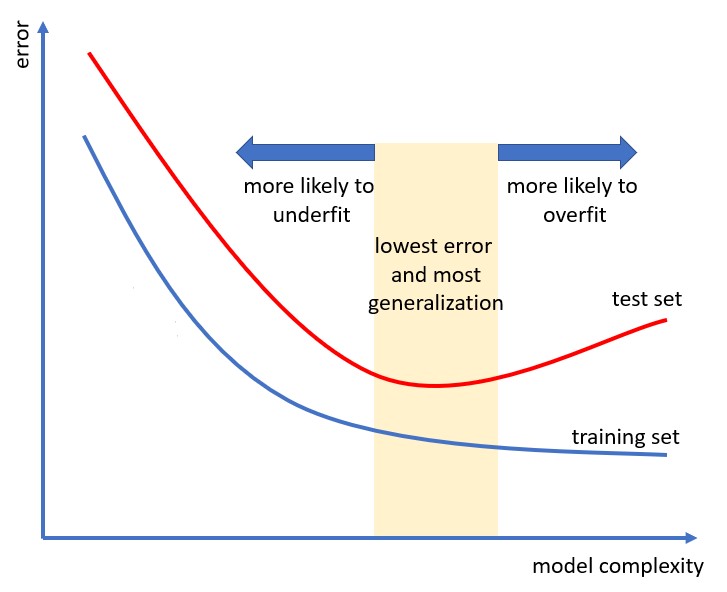 error
more likely to
underfit
more likely to
overfit
lowest error
and most
generalization
test set
training set
model complexity